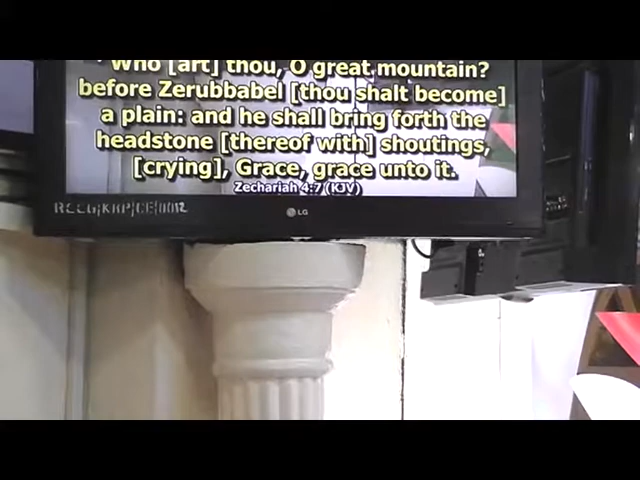 Who [art] thou, O great mountain?
before Zerubbabel [thou shalt become]
a plain: and he shall bring forth the
headstone [thereof with] shoutings,
[crying], Grace, grace unto it.
Zechariah 4:7 (KJV)
LG